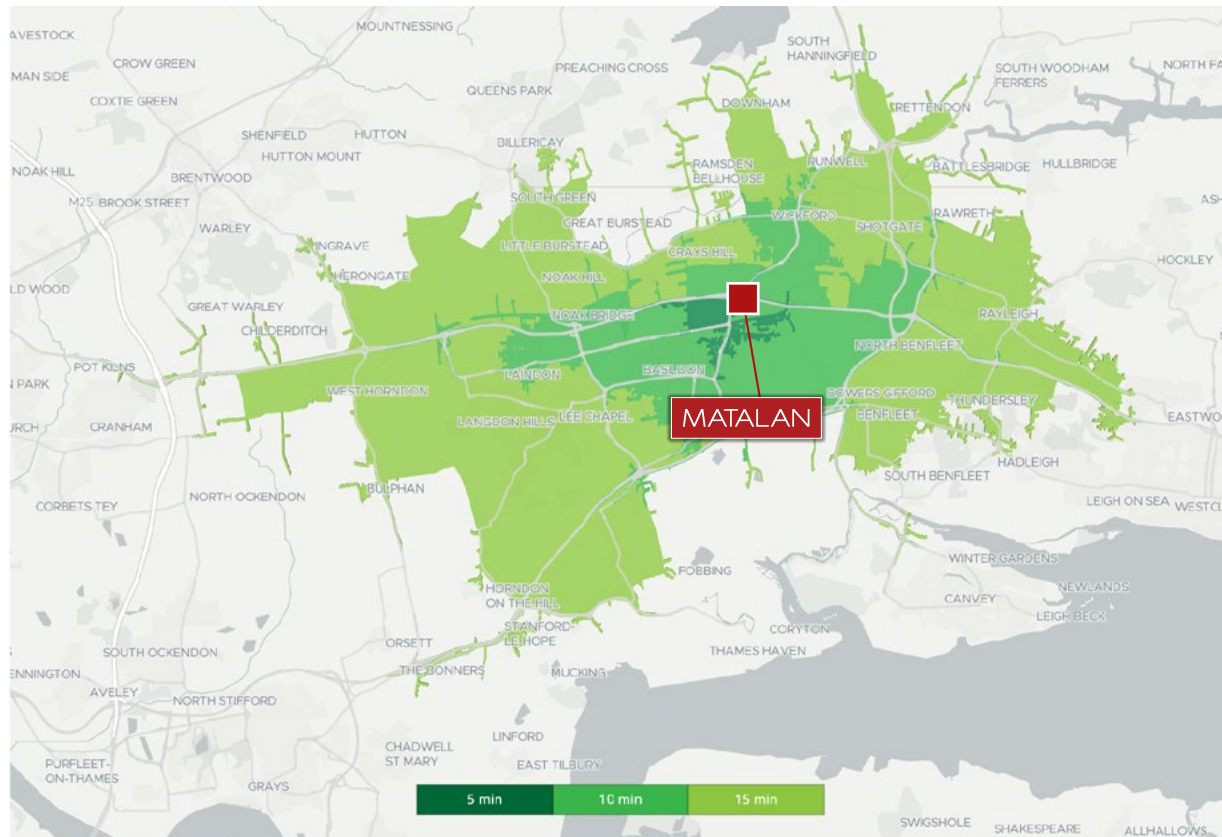 AVESTOCK
MOUNTNESSING
SOUTH
HANNINGFIELD
CROW GREEN
PREACHING CROSS
SOUTH WOODHAM
FERRERS
NORTH FA
MAN SIDE
COXTIE GREEN
QUEENS PARK
DOWNHAM
RETTENDON
SHENFIELD
HUTTON
BILLERICAY
HUTTON MOUNT
RAMSDEN
BELLHOUSE
RUNWELL
BATTLESBRIDGE
HULLBRIDGE
NOAK HILL
BRENTWOOD
M25
BROOK STREET
SOUTH GREEN
WARLEY
GREAT BURSTEAD
WICKFORD
SHOTGATE
RAWRETH
ASH
INGRAVE
LITTLE BURSTEAD
CRAYS HILL
HOCKLEY
HERONGATE
NOAK HILL
LD WOOD
GREAT WARLEY
CHILDERDITCH
NOAK BRIDGE
RAYLEIGH
NORTH BENFLEET
POT KILNS
LAINDON
BASILDON
N PARK
WEST HORNDON
BOWERS GIFFORD
THUNDERSLEY
MATALAN
LANGDON HILLS
LEE CHAPEL
BENFLEET
EASTWO
URCH
CRANHAM
HADLEIGH
SOUTH BENFLEET
BULPHAN
NORTH OCKENDON
LEIGH ON SEA
WESTCL
CORBETS TEY
WINTER GARDENS
FOBBING
NEWLANDS
HORNDON
ON THE HILL
CANVEY
LEIGH BECK
STANFORD-
LE-HOPE
CORYTON
ORSETT
THAMES HAVEN
SOUTH OCKENDON
THE BONNERS
MUCKING
ENNINGTON
AVELEY
NORTH STIFFORD
LINFORD
CHADWELL
ST MARY
EAST TILBURY
PURFLEET-
ON-THAMES
GRAYS
5 min
10 min
15 min
SWIGSHOLE
SHAKESPEARE
ALLHALLOWS